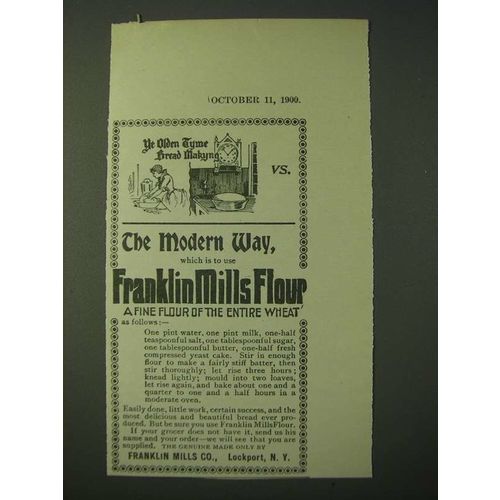 OCTOBER 11, 1900.
Ye Olden Tyme
Bread Makyng
VS.
The Modern Way,
which is to use
Franklin Mills Flour
A FINE FLOUR OF THE ENTIRE WHEAT
as follows:—
One pint water, one pint milk, one-half
teaspoonful salt, one tablespoonful sugar,
one tablespoonful butter, one-half fresh
compressed yeast cake. Stir in enough
flour to make a fairly stiff batter, then
stir thoroughly; let rise three hours;
knead lightly; mould into two loaves,
let rise again, and bake about one and a
quarter to one and a half hours in a
moderate oven.
Easily done, little work, certain success, and the
most delicious and beautiful bread ever pro-
duced. But be sure you use Franklin Mills Flour.
If your grocer does not have it, send us his
name and your order—we will see that you are
supplied. THE GENUINE MADE ONLY BY
FRANKLIN MILLS CO., Lockport, N. Y.